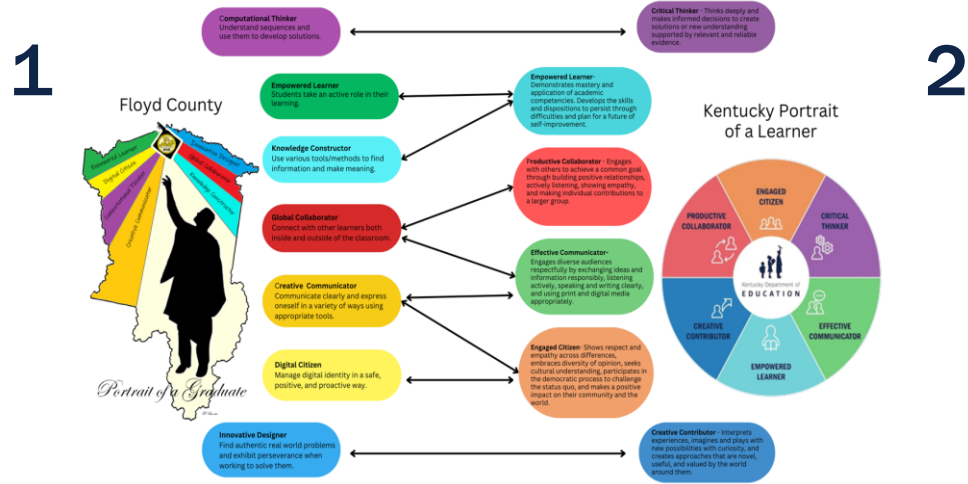 1
2
Floyd County
Empowered Learner
Digital Citizen
Computational Thinker
Creative Communicator
Innovative Designer
Global Collaborator
Knowledge Constructor
Portrait of a Graduate
Computational Thinker
Understand sequences and
use them to develop solutions.
Empowered Learner
Students take an active role in their
learning.
Knowledge Constructor
Use various tools/methods to find
information and make meaning.
Global Collaborator
Connect with other learners both
inside and outside of the classroom.
Creative Communicator
Communicate clearly and express
oneself in a variety of ways using
appropriate tools.
Digital Citizen
Manage digital identity in a safe,
positive, and proactive way.
Innovative Designer
Find authentic real world problems
and exhibit perseverance when
working to solve them.
Critical Thinker - Thinks deeply and
makes informed decisions to create
solutions or new understanding
supported by relevant and reliable
evidence.
Empowered Learner-
Demonstrates mastery and
application of academic
competencies. Develops the skills
and dispositions to persist through
difficulties and plan for a future of
self-improvement.
Productive Collaborator - Engages
with others to achieve a common goal
through building positive relationships,
actively listening, showing empathy,
and making individual contributions to
a larger group.
Effective Communicator-
Engages diverse audiences
respectfully by exchanging ideas and
information responsibly, listening
actively, speaking and writing clearly,
and using print and digital media
appropriately.
Engaged Citizen- Shows respect and
empathy across differences,
embraces diversity of opinion, seeks
cultural understanding, participates in
the democratic process to challenge
the status quo, and makes a positive
impact on their community and the
world.
Creative Contributor - Interprets
experiences, imagines and plays with
new possibilities with curiosity, and
creates approaches that are novel,
useful, and valued by the world
around them.
Kentucky Portrait
of a Learner
ENGAGED
CITIZEN
CRITICAL
THINKER
EFFECTIVE
COMMUNICATOR
EMPOWERED
LEARNER
CREATIVE
CONTRIBUTOR
PRODUCTIVE
COLLABORATOR
Kentucky Department of
EDUCATION